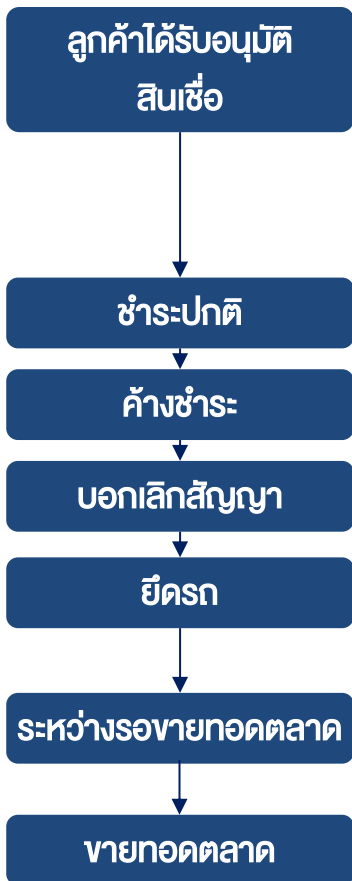 ลูกค้าได้รับอนุมัติ
สินเชื่อ
ชำระปกติ
ค้างชำระ
บอกเลิกสัญญา
ยึดรถ
ระหว่างรอขายทอดตลาด
ขายทอดตลาด